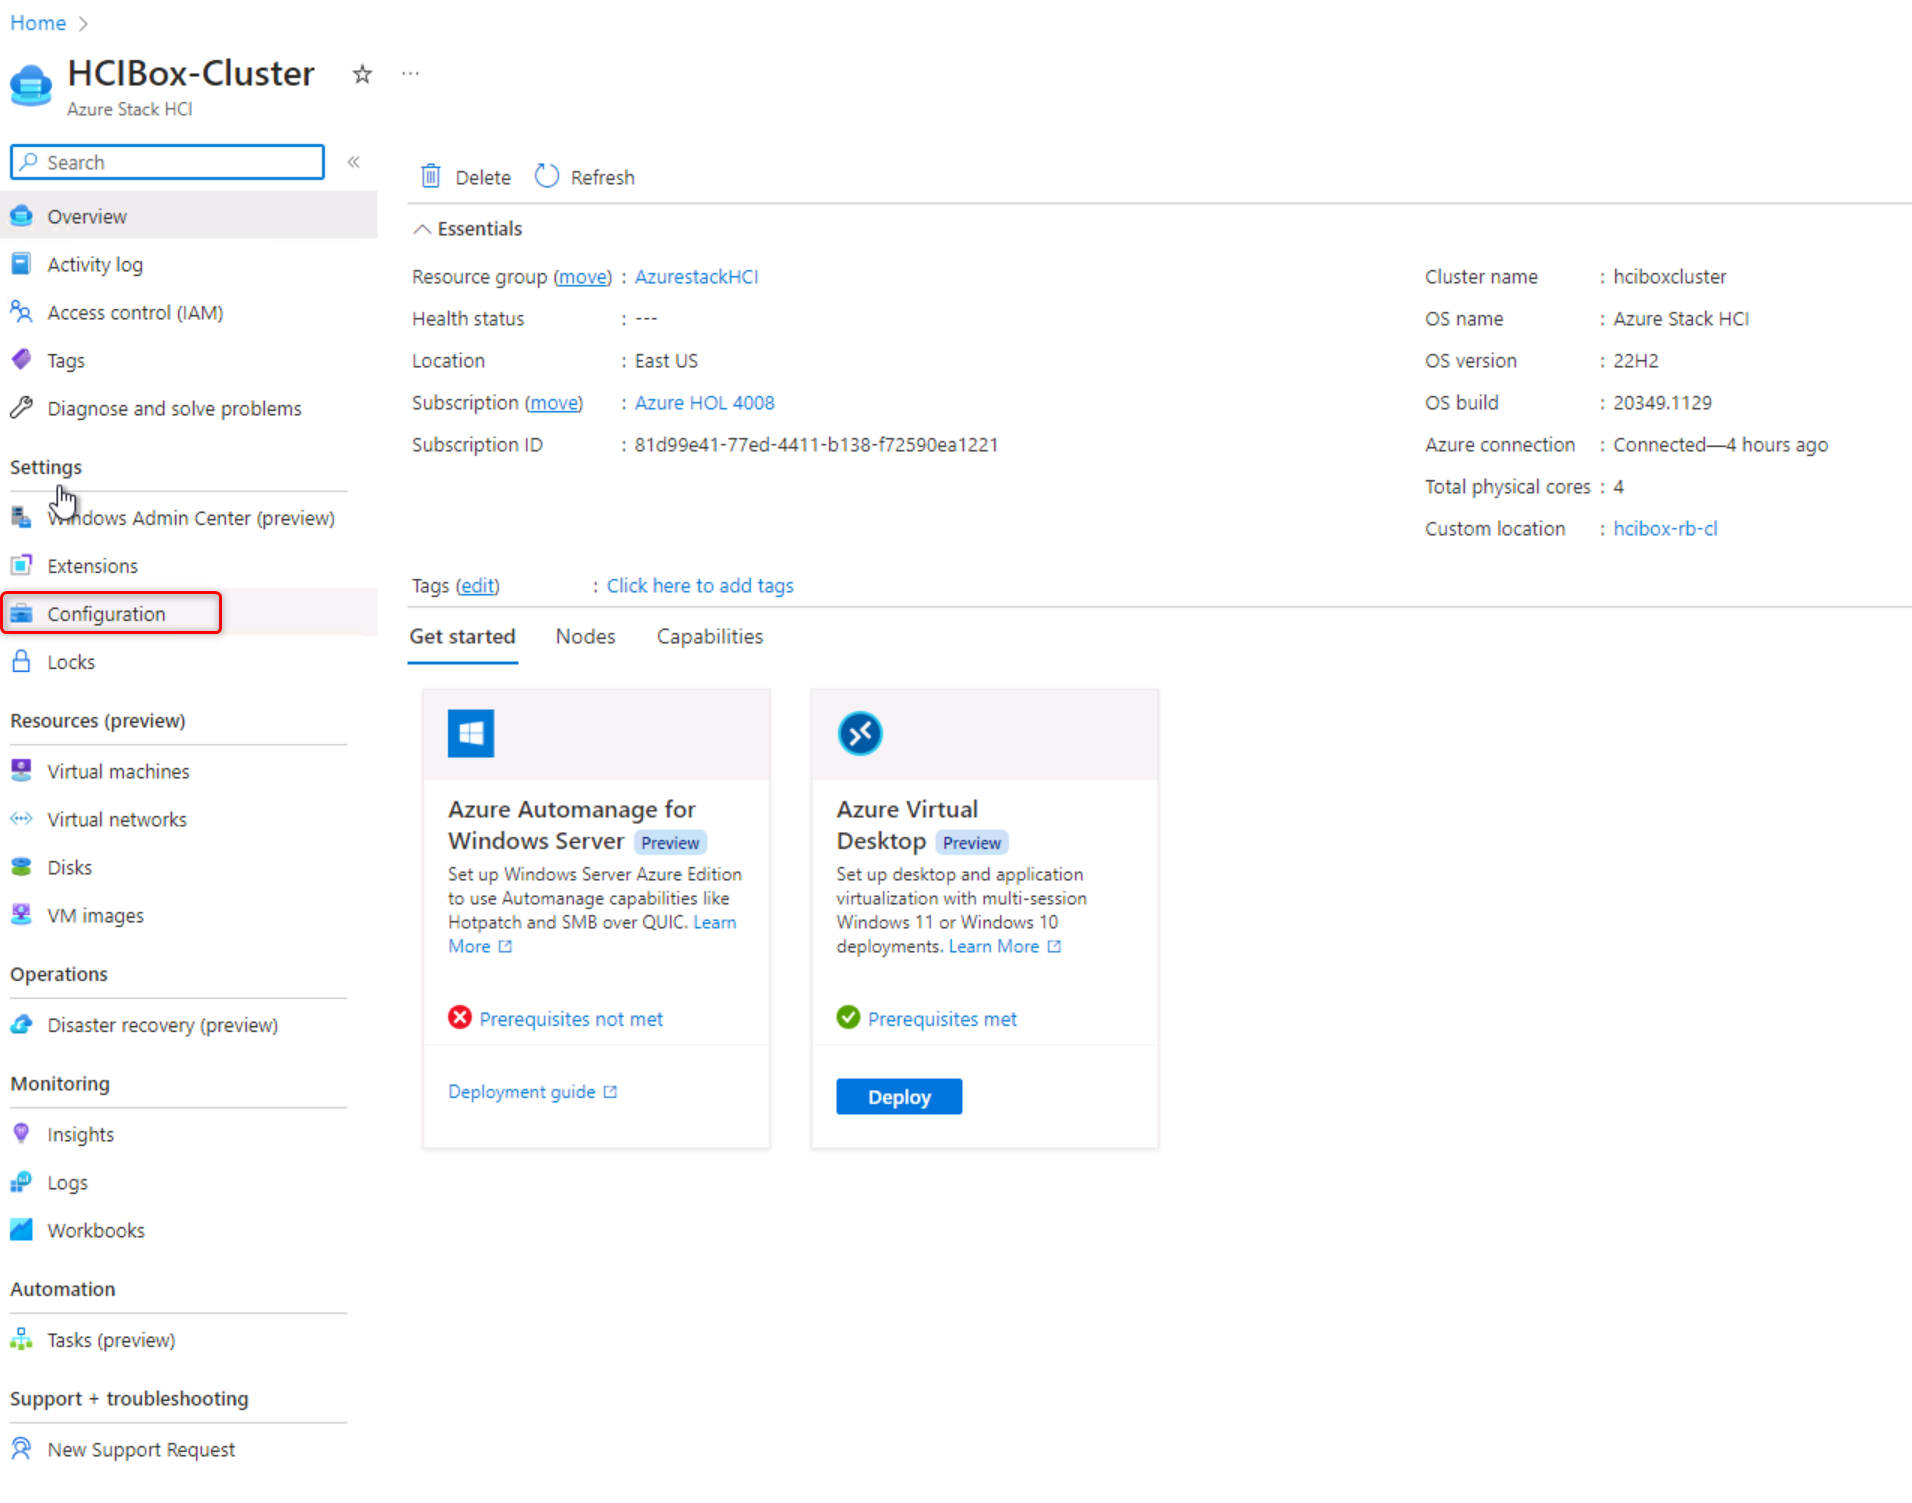 Home >
HCIBox-Cluster ☆ ···
Azure Stack HCI
Search «
Overview
Activity log
Access control (IAM)
Tags
Diagnose and solve problems
Settings
Windows Admin Center (preview)
Extensions
Configuration
Locks
Resources (preview)
Virtual machines
Virtual networks
Disks
VM images
Operations
Disaster recovery (preview)
Monitoring
Insights
Logs
Workbooks
Automation
Tasks (preview)
Support + troubleshooting
New Support Request
Delete Refresh
Essentials
Resource group (move) : AzurestackHCI
Health status : ---
Location : East US
Subscription (move) : Azure HOL 4008
Subscription ID : 81d99e41-77ed-4411-b138-f72590ea1221
Cluster name : hciboxcluster
OS name : Azure Stack HCI
OS version : 22H2
OS build : 20349.1129
Azure connection : Connected—4 hours ago
Total physical cores : 4
Custom location : hcibox-rb-cl
Tags (edit) : Click here to add tags
Get started Nodes Capabilities
Azure Automanage for
Windows Server Preview
Set up Windows Server Azure Edition
to use Automanage capabilities like
Hotpatch and SMB over QUIC. Learn
More
Prerequisites not met
Deployment guide
Azure Virtual
Desktop Preview
Set up desktop and application
virtualization with multi-session
Windows 11 or Windows 10
deployments. Learn More
Prerequisites met
Deploy